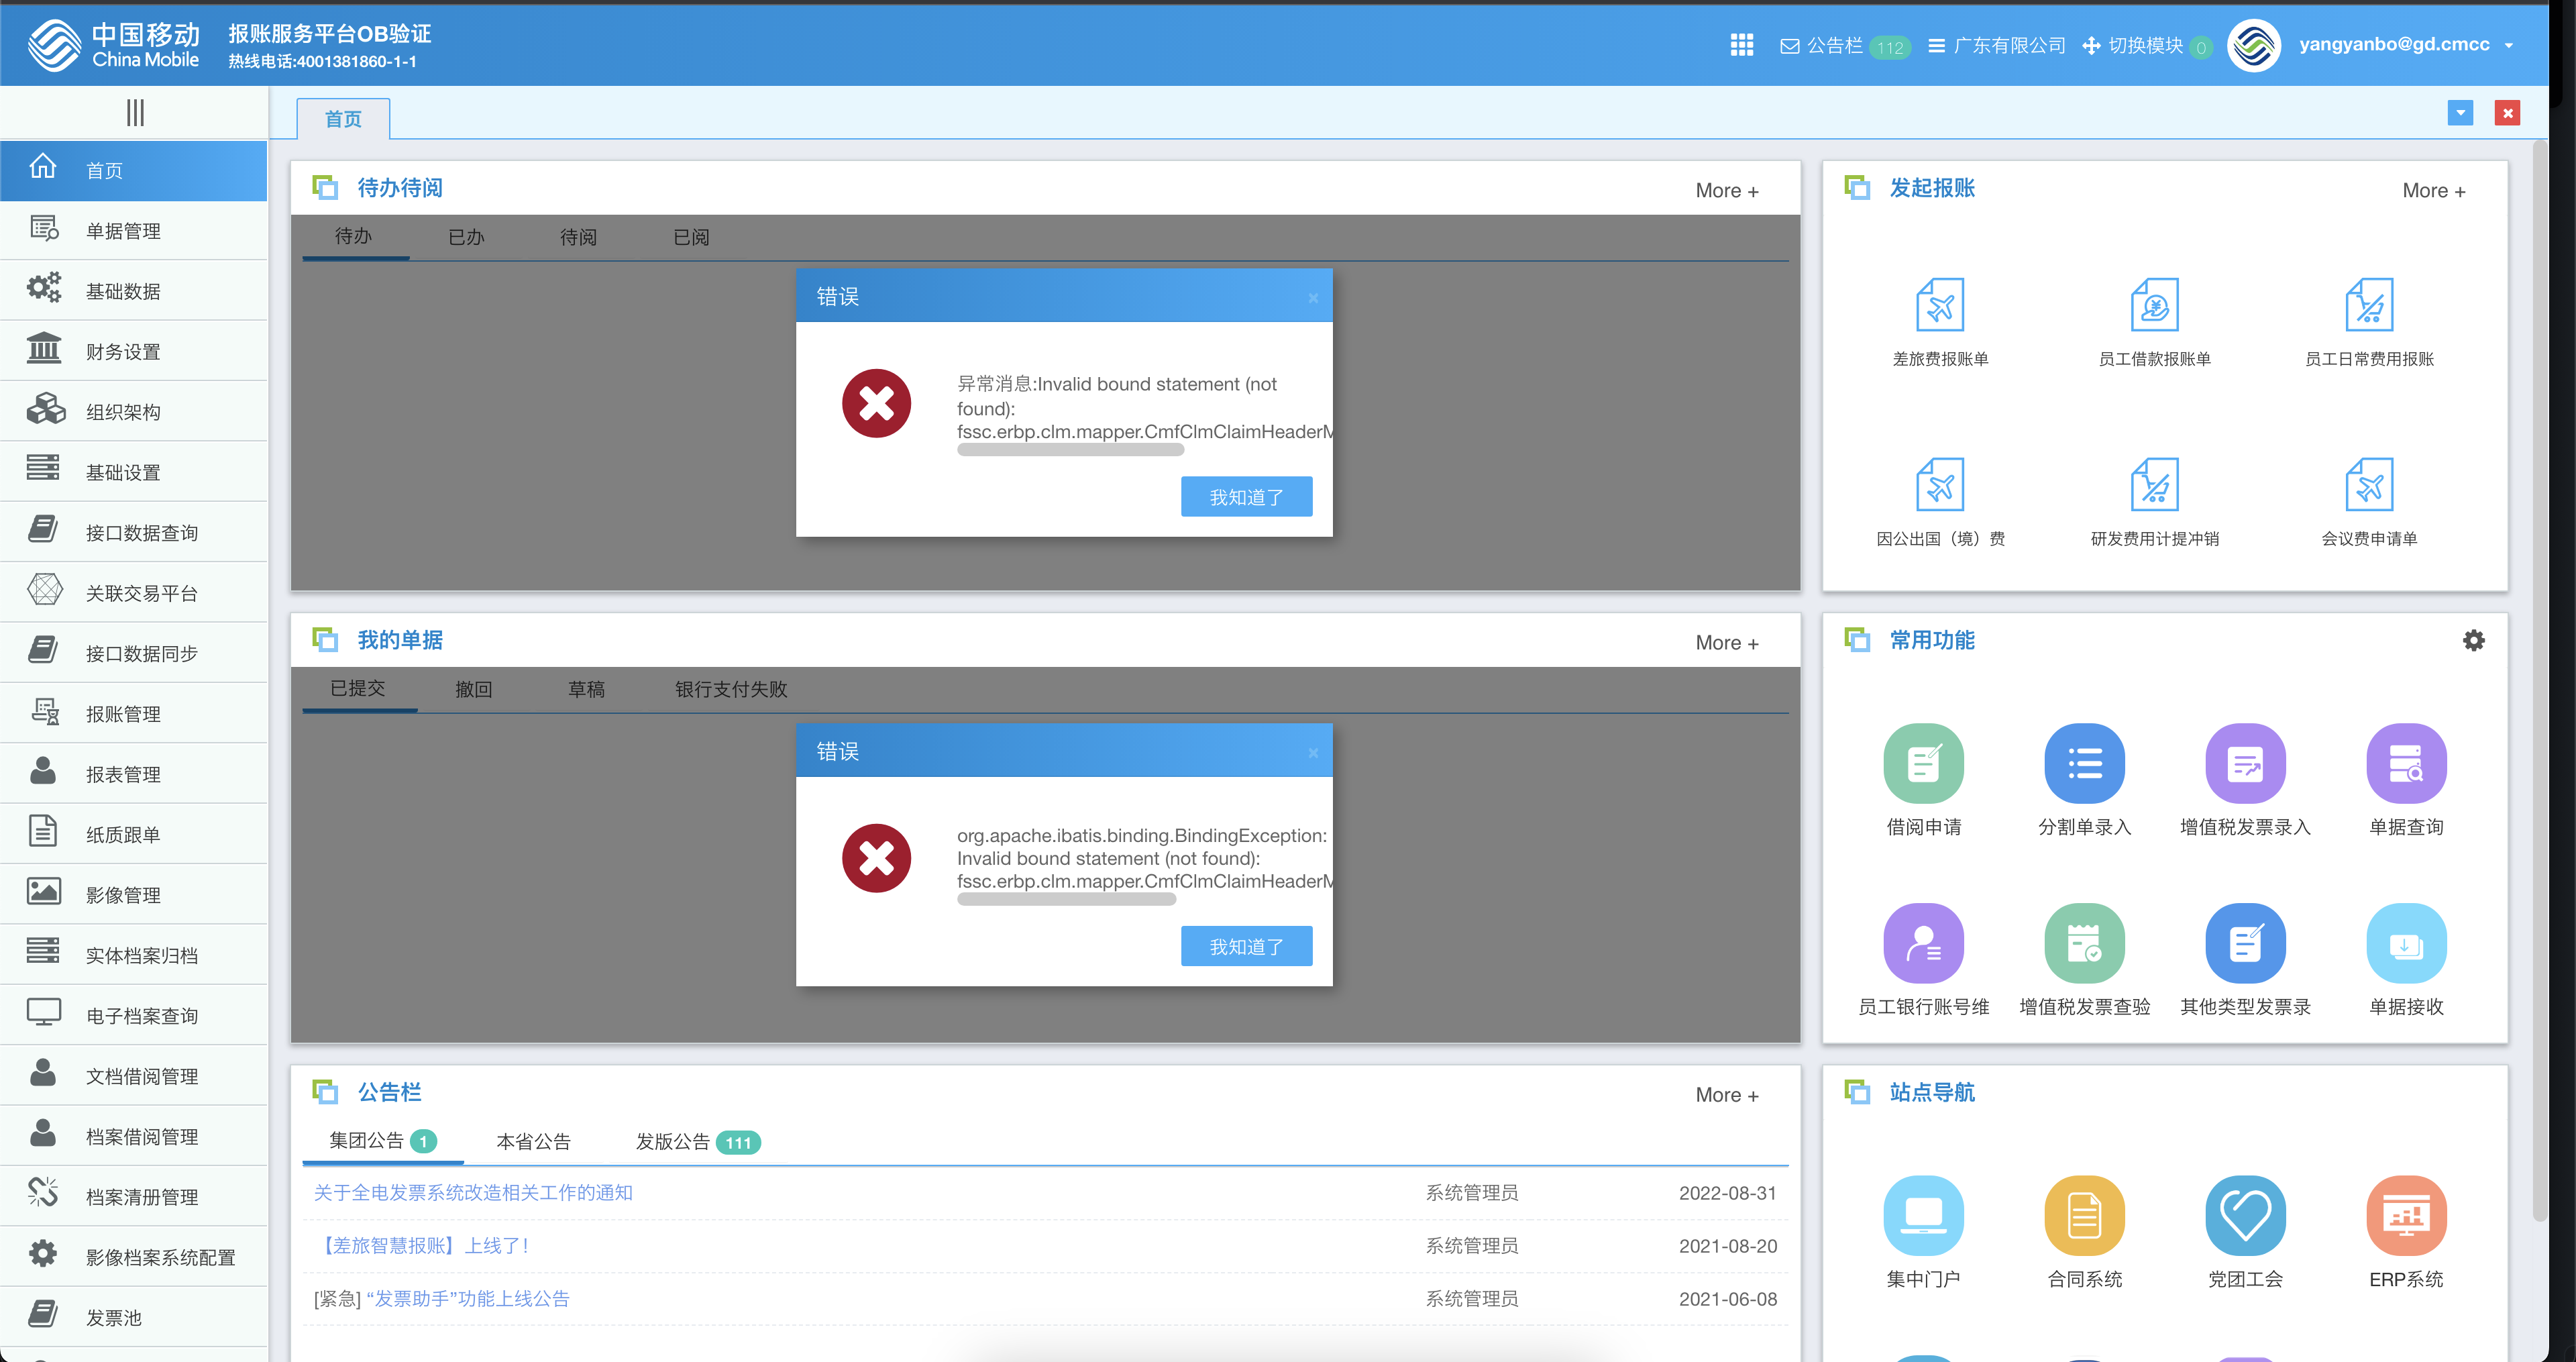 中国移动
China Mobile
报账服务平台OB验证
热线电话:4001381860-1-1
公告栏 112
广东有限公司
切换模块 0
yangyanbo@gd.cmcc
首页
首页
单据管理
基础数据
财务设置
组织架构
基础设置
接口数据查询
关联交易平台
接口数据同步
报账管理
报表管理
纸质跟单
影像管理
实体档案归档
电子档案查询
文档借阅管理
档案借阅管理
档案清册管理
影像档案系统配置
发票池
待办待阅
More +
待办 已办 待阅 已阅
错误
异常消息:Invalid bound statement (not
found):
fssc.erbp.clm.mapper.CmfClmClaimHeaderM
我知道了
我的单据
More +
已提交 撤回 草稿 银行支付失败
错误
org.apache.ibatis.binding.BindingException:
Invalid bound statement (not found):
fssc.erbp.clm.mapper.CmfClmClaimHeaderM
我知道了
公告栏
More +
集团公告 1 本省公告 发版公告 111
关于全电发票系统改造相关工作的通知 系统管理员 2022-08-31
【差旅智慧报账】上线了! 系统管理员 2021-08-20
[紧急] “发票助手”功能上线公告 系统管理员 2021-06-08
发起报账
More +
差旅费报账单 员工借款报账单 员工日常费用报账
因公出国（境）费 研发费用计提冲销 会议费申请单
常用功能
借阅申请 分割单录入 增值税发票录入 单据查询
员工银行账号维 增值税发票查验 其他类型发票录 单据接收
站点导航
集中门户 合同系统 党团工会 ERP系统